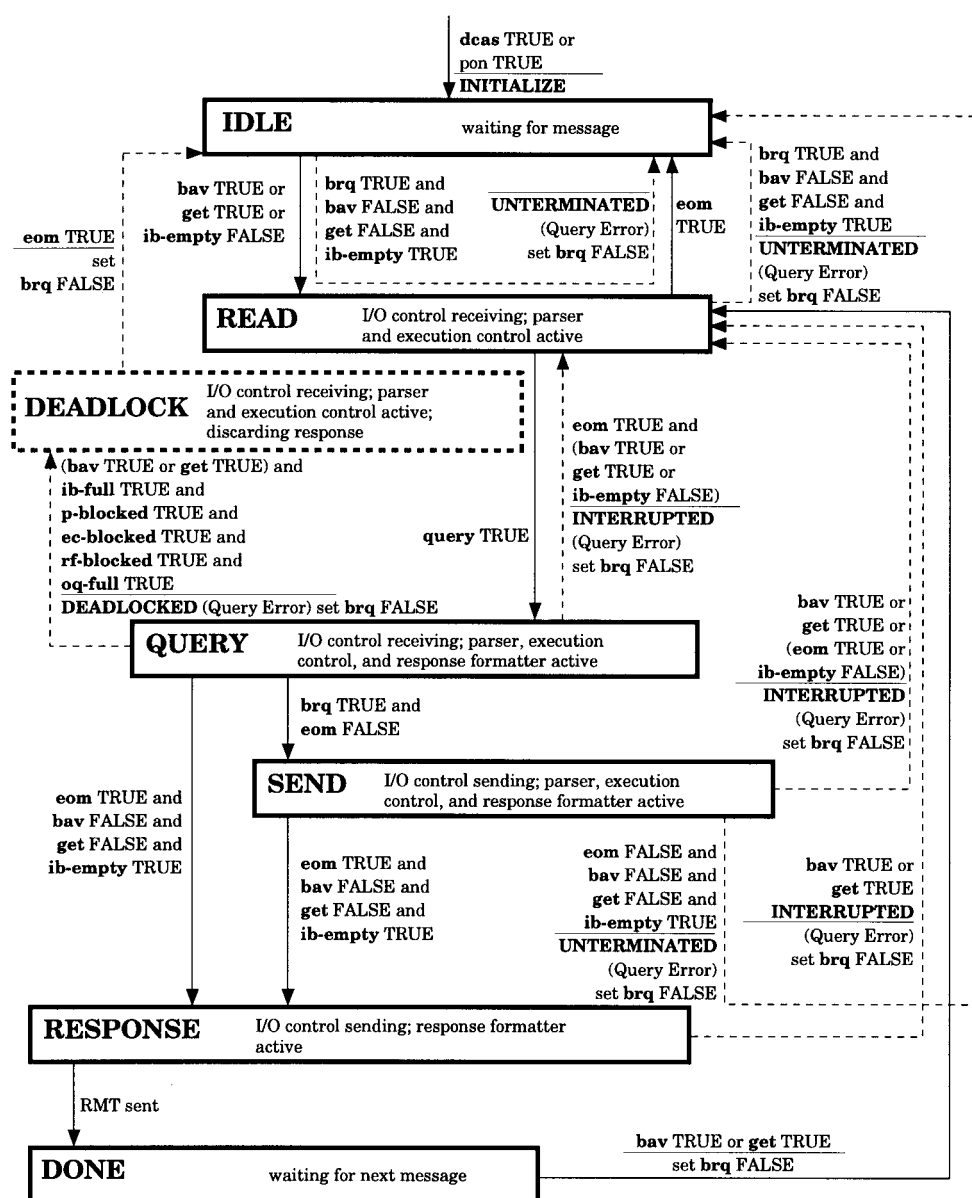 dcas TRUE or
pon TRUE
INITIALIZE
IDLE
waiting for message
bav TRUE or
get TRUE or
ib-empty FALSE
brq TRUE and
bav FALSE and
get FALSE and
ib-empty TRUE
UNTERMINATED
(Query Error)
set brq FALSE
eom
TRUE
brq TRUE and
bav FALSE and
get FALSE and
ib-empty TRUE
UNTERMINATED
(Query Error)
set brq FALSE
eom TRUE
set
brq FALSE
READ
I/O control receiving; parser
and execution control active
DEADLOCK
I/O control receiving; parser
and execution control active;
discarding response
(bav TRUE or get TRUE) and
ib-full TRUE and
p-blocked TRUE and
ec-blocked TRUE and
rf-blocked TRUE and
oq-full TRUE
DEADLOCKED (Query Error) set brq FALSE
query TRUE
eom TRUE and
(bav TRUE or
get TRUE or
ib-empty FALSE)
INTERRUPTED
(Query Error)
set brq FALSE
QUERY
I/O control receiving; parser, execution
control, and response formatter active
bav TRUE or
get TRUE or
(eom TRUE or
ib-empty FALSE)
INTERRUPTED
(Query Error)
set brq FALSE
brq TRUE and
eom FALSE
SEND
I/O control sending; parser, execution
control, and response formatter active
eom TRUE and
bav FALSE and
get FALSE and
ib-empty TRUE
eom TRUE and
bav FALSE and
get FALSE and
ib-empty TRUE
eom FALSE and
bav FALSE and
get FALSE and
ib-empty TRUE
UNTERMINATED
(Query Error)
set brq FALSE
bav TRUE or
get TRUE
INTERRUPTED
(Query Error)
set brq FALSE
RESPONSE
I/O control sending; response formatter
active
RMT sent
DONE
waiting for next message
bav TRUE or get TRUE
set brq FALSE